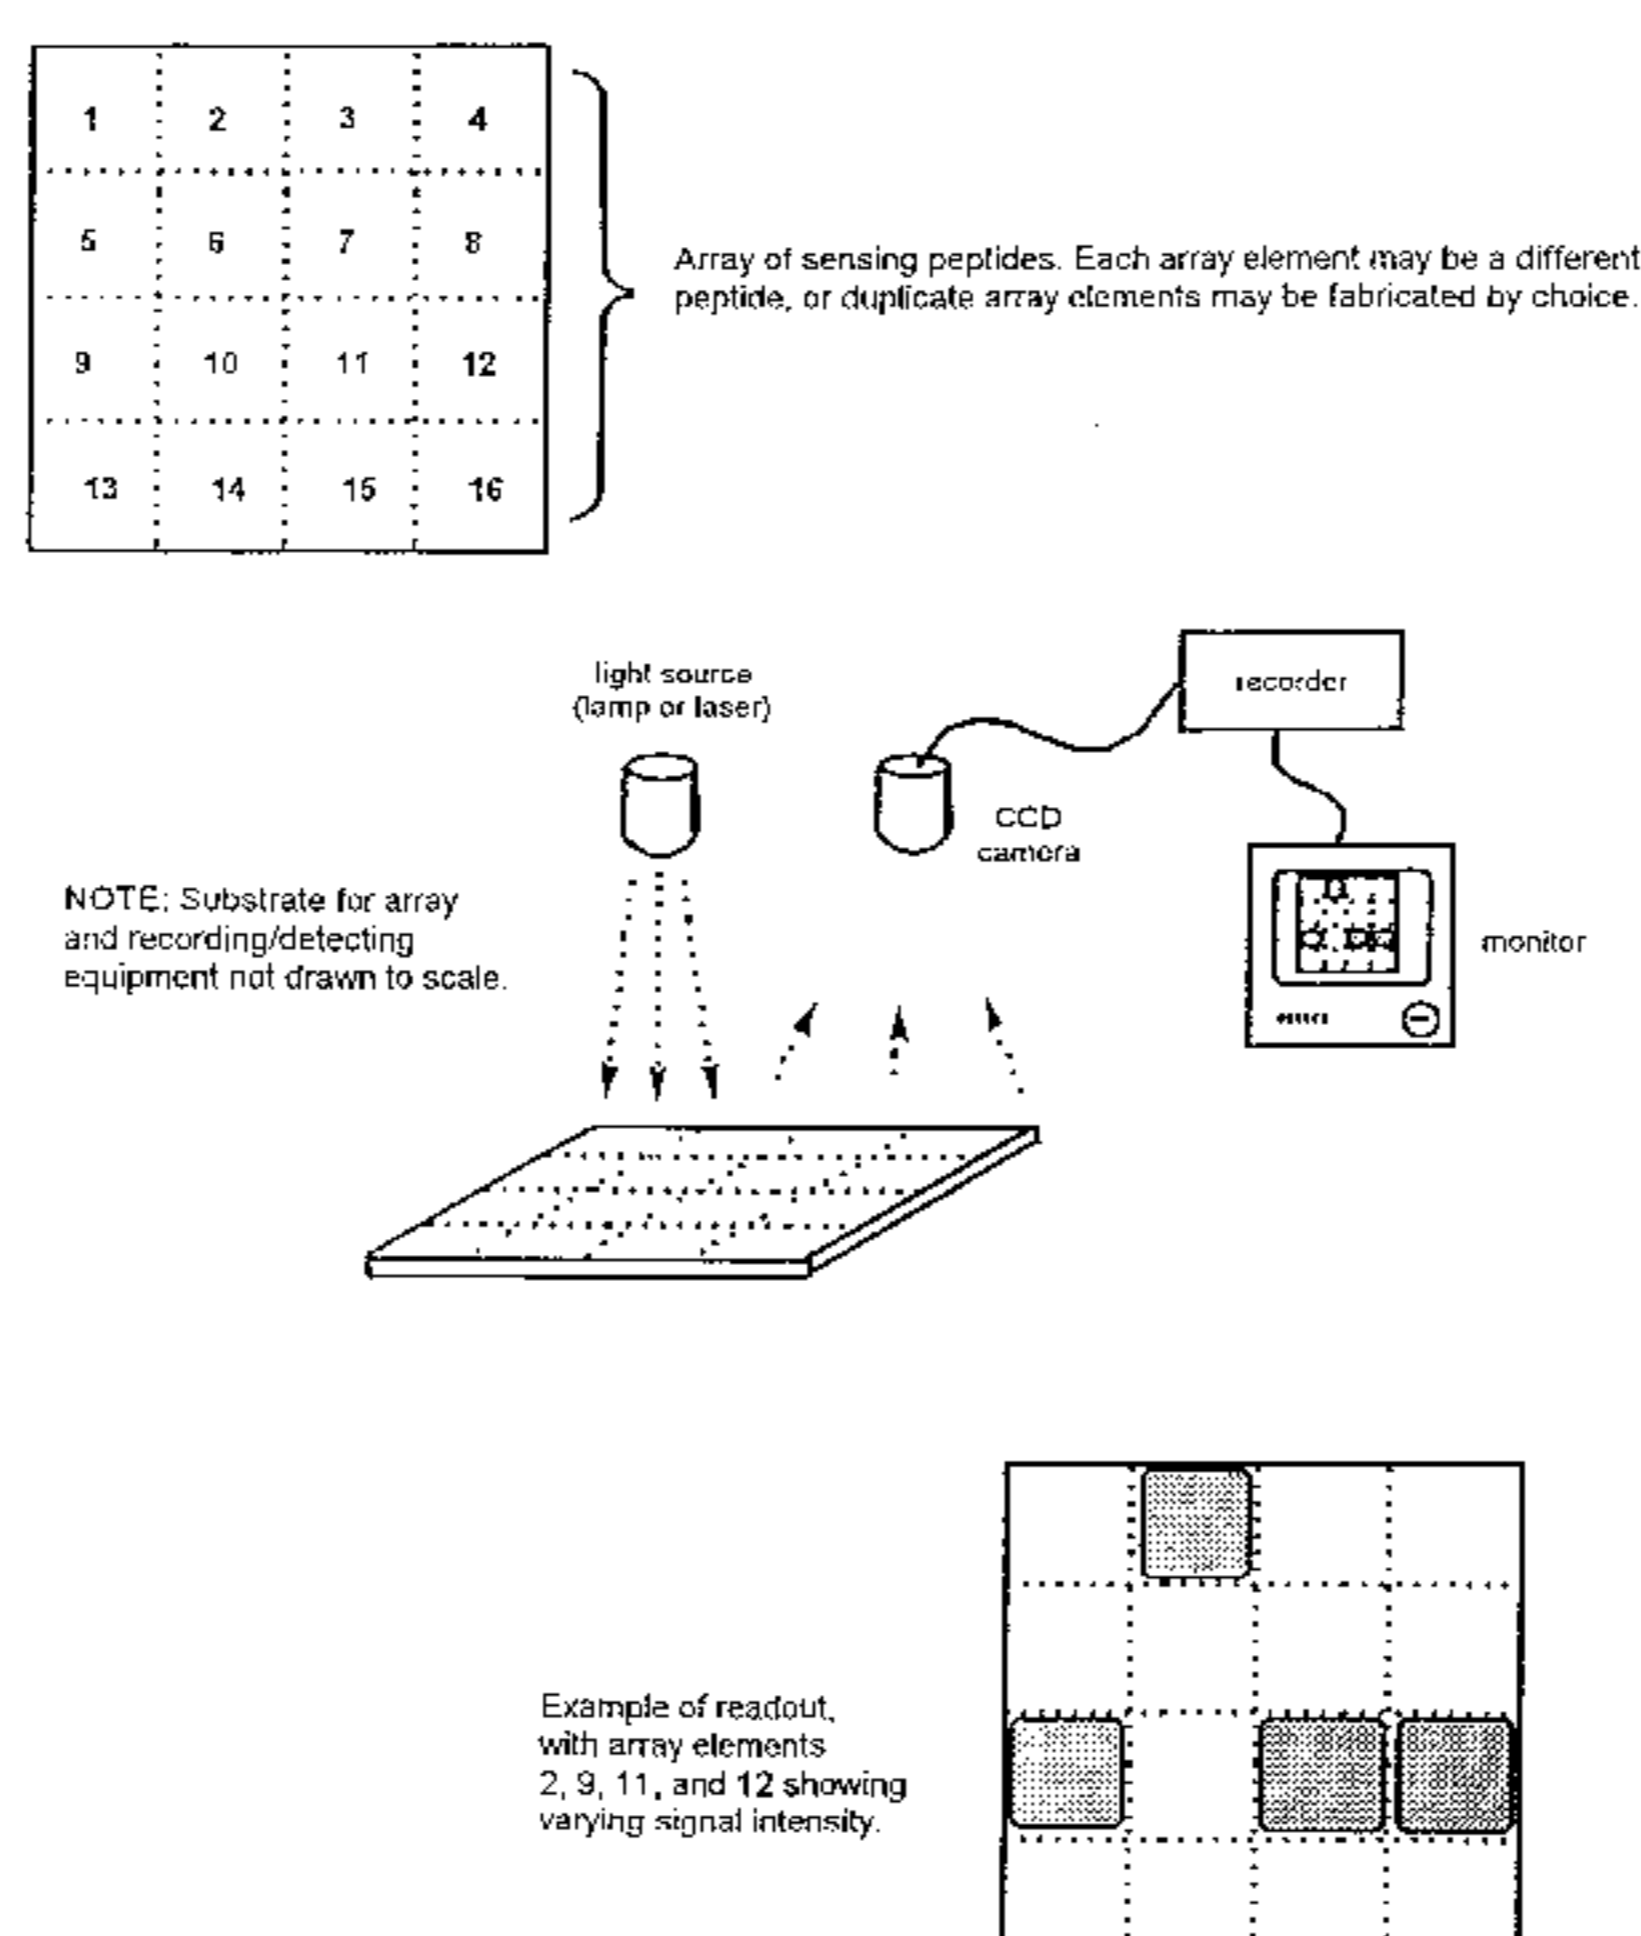 1 2 3 4
5 6 7 8
9 10 11 12
13 14 15 16
Array of sensing peptides. Each array element may be a different
peptide, or duplicate array elements may be fabricated by choice.
light source
(lamp or laser)
recorder
CCD
camera
NOTE: Substrate for array
and recording/detecting
equipment not drawn to scale.
monitor
Example of readout,
with array elements
2, 9, 11, and 12 showing
varying signal intensity.